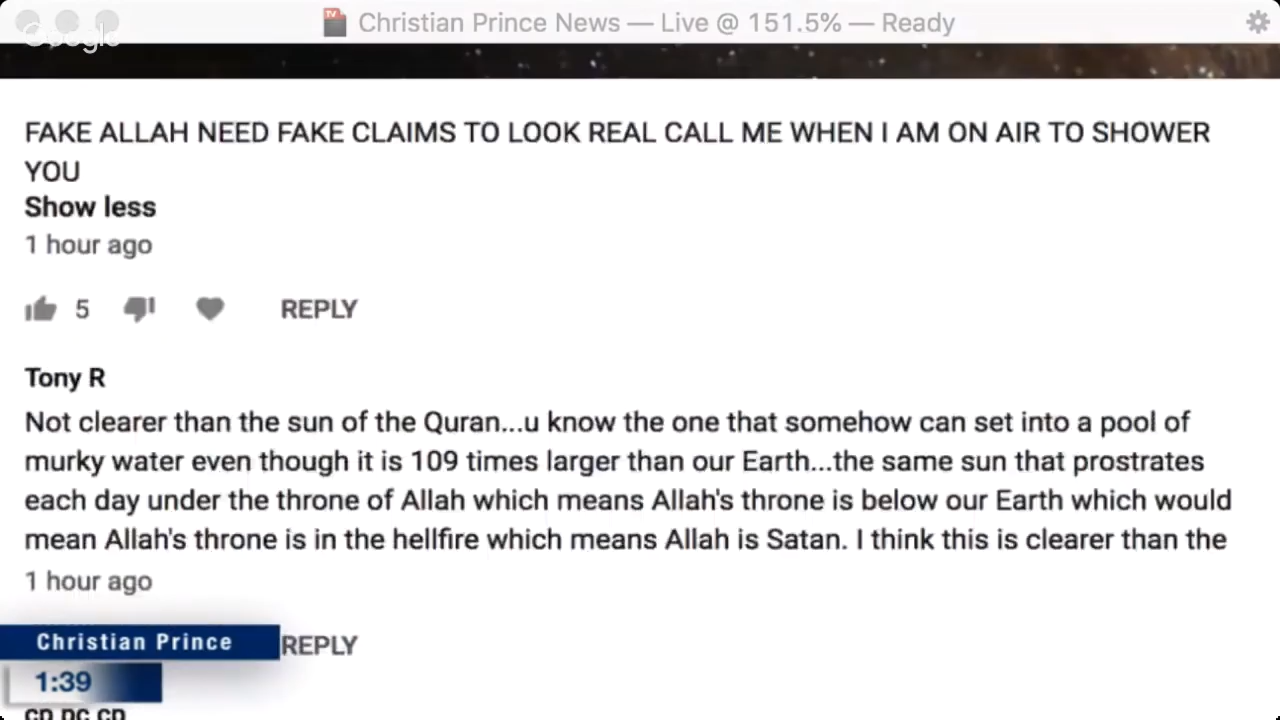 Christian Prince News — Live @ 151.5% — Ready
Google
FAKE ALLAH NEED FAKE CLAIMS TO LOOK REAL CALL ME WHEN I AM ON AIR TO SHOWER
YOU
Show less
1 hour ago
5 REPLY
Tony R
Not clearer than the sun of the Quran...u know the one that somehow can set into a pool of
murky water even though it is 109 times larger than our Earth...the same sun that prostrates
each day under the throne of Allah which means Allah's throne is below our Earth which would
mean Allah's throne is in the hellfire which means Allah is Satan. I think this is clearer than the
1 hour ago
Christian Prince REPLY
1:39
CD DC CD